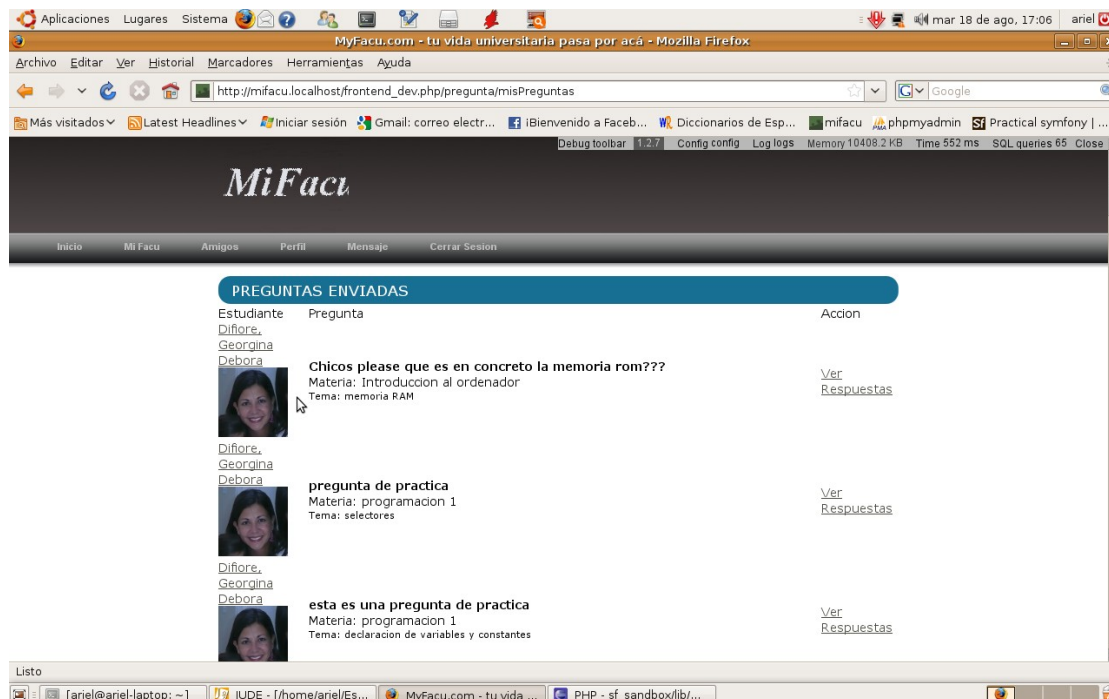 Aplicaciones Lugares Sistema mar 18 de ago, 17:06 ariel
MyFacu.com - tu vida universitaria pasa por acá - Mozilla Firefox
Archivo Editar Ver Historial Marcadores Herramientas Ayuda
http://mifacu.localhost/frontend_dev.php/pregunta/misPreguntas G Google
Más visitados Latest Headlines Iniciar sesión Gmail: correo electr... f iBienvenido a Faceb... Diccionarios de Esp... mifacu phpmyadmin Sf Practical symfony | ...
Debug toolbar 1.2.7 Config config Log logs Memory 10408.2 KB Time 552 ms SQL queries 65 Close
MiFacu
Inicio Mi Facu Amigos Perfil Mensaje Cerrar Sesion
PREGUNTAS ENVIADAS
Estudiante Pregunta Accion
Difiore,
Georgina
Debora
Chicos please que es en concreto la memoria rom???
Materia: Introduccion al ordenador
Tema: memoria RAM
Ver
Respuestas
Difiore,
Georgina
Debora
pregunta de practica
Materia: programacion 1
Tema: selectores
Ver
Respuestas
Difiore,
Georgina
Debora
esta es una pregunta de practica
Materia: programacion 1
Tema: declaracion de variables y constantes
Ver
Respuestas
Listo
[ariel@ariel-laptop: ~] JUDE - [/home/ariel/Es... MyFacu.com - tu vida ... PHP - sf_sandbox/lib/...